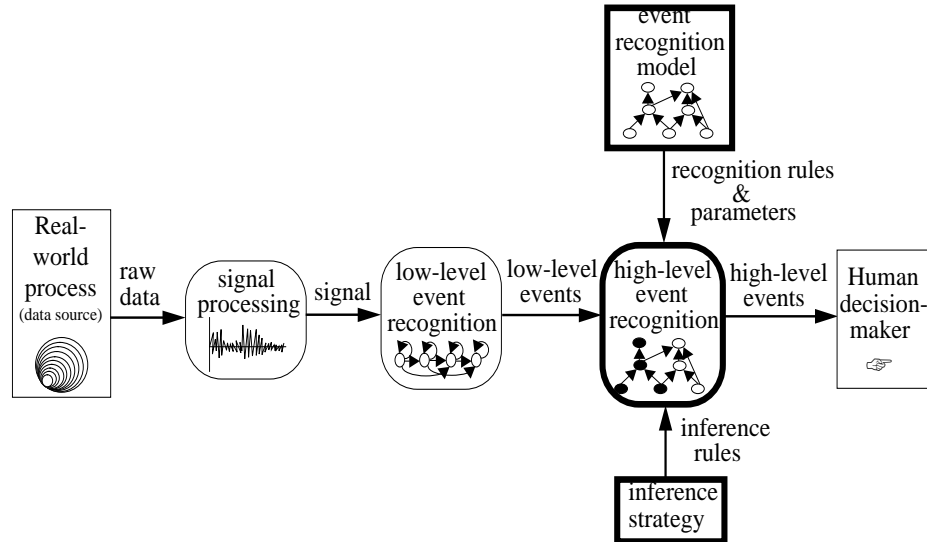 event
recognition
model
recognition rules
&
parameters
Real-
world
process
(data source)
raw
data
signal
processing
signal
low-level
event
recognition
low-level
events
high-level
event
recognition
high-level
events
Human
decision-
maker
inference
rules
inference
strategy